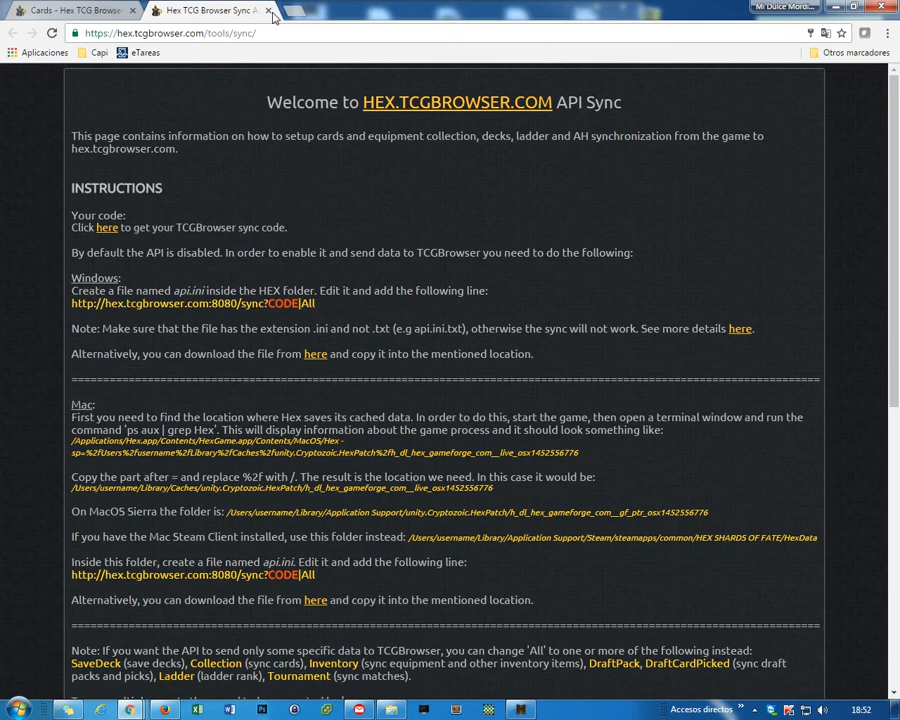 Cards - Hex TCG Browser
Hex TCG Browser Sync A
Mi Dulce Mordi...
https://hex.tcgbrowser.com/tools/sync/
Aplicaciones
Capi
eTareas
Otros marcadores
Welcome to HEX.TCGBROWSER.COM API Sync
This page contains information on how to setup cards and equipment collection, decks, ladder and AH synchronization from the game to
hex.tcgbrowser.com.
INSTRUCTIONS
Your code:
Click here to get your TCGBrowser sync code.
By default the API is disabled. In order to enable it and send data to TCGBrowser you need to do the following:
Windows:
Create a file named api.ini inside the HEX folder. Edit it and add the following line:
http://hex.tcgbrowser.com:8080/sync?CODE|All
Note: Make sure that the file has the extension .ini and not .txt (e.g api.ini.txt), otherwise the sync will not work. See more details here.
Alternatively, you can download the file from here and copy it into the mentioned location.
Mac:
First you need to find the location where Hex saves its cached data. In order to do this, start the game, then open a terminal window and run the
command 'ps aux | grep Hex'. This will display information about the game process and it should look something like:
/Applications/Hex.app/Contents/HexGame.app/Contents/MacOS/Hex -
sp=%2fUsers%2fusername%2fLibrary%2fCaches%2funity.Cryptozoic.HexPatch%2fh_dl_hex_gameforge_com__live_osx1452556776
Copy the part after = and replace %2f with /. The result is the location we need. In this case it would be:
/Users/username/Library/Caches/unity.Cryptozoic.HexPatch/h_dl_hex_gameforge_com__live_osx1452556776
On MacOS Sierra the folder is: /Users/username/Library/Application Support/unity.Cryptozoic.HexPatch/h_dl_hex_gameforge_com__gf_ptr_osx1452556776
If you have the Mac Steam Client installed, use this folder instead: /Users/username/Library/Application Support/Steam/steamapps/common/HEX SHARDS OF FATE/HexData
Inside this folder, create a file named api.ini. Edit it and add the following line:
http://hex.tcgbrowser.com:8080/sync?CODE|All
Alternatively, you can download the file from here and copy it into the mentioned location.
Note: If you want the API to send only some specific data to TCGBrowser, you can change 'All' to one or more of the following instead:
SaveDeck (save decks), Collection (sync cards), Inventory (sync equipment and other inventory items), DraftPack, DraftCardPicked (sync draft
packs and picks), Ladder (ladder rank), Tournament (sync matches).
Accesos directos
18:52